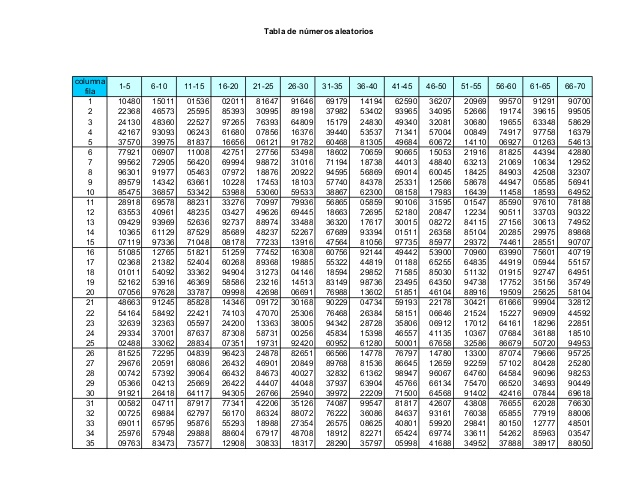 Tabla de números aleatorios
columna 1-5 6-10 11-15 16-20 21-25 26-30 31-35 36-40 41-45 46-50 51-55 56-60 61-65 66-70
fila
1 10480 15011 01536 02011 81647 91646 69179 14194 62590 36207 20969 99570 91291 90700
2 22368 46573 25595 85393 30995 89198 37982 53402 93965 34095 52666 19174 39615 99505
3 24130 48360 22527 97265 76393 64809 15179 24830 49340 32081 30680 19655 63348 58629
4 42167 93093 06243 61680 07856 16376 39440 53537 71341 57004 00849 74917 97758 16379
5 37570 39975 81837 16656 06121 91782 60468 81305 49684 60672 14110 06927 01263 54613
6 77921 06907 11008 42751 27756 53498 18602 70659 90665 15053 21916 81825 44394 42880
7 99562 72905 56420 69994 98872 31016 71194 18738 44013 48840 63213 21069 10634 12952
8 96301 91977 05463 07972 18876 20922 94595 56869 69014 60045 18425 84903 42508 32307
9 89579 14342 63661 10228 17453 18103 57740 84378 25331 12566 58678 44947 05585 56941
10 85475 36857 53342 53988 53060 59533 38867 62300 08158 17983 16439 11458 18593 64952
11 28918 69578 88231 33276 70997 79936 56865 05859 90106 31595 01547 85590 97610 78188
12 63553 40961 48235 03427 49626 69445 18663 72695 52180 20847 12234 90511 33703 90322
13 09429 93969 52636 92737 88974 33488 36320 17617 30015 08272 84115 27156 30613 74952
14 10365 61129 87529 85689 48237 52267 67689 93394 01511 26358 85104 20285 29975 89868
15 07119 97336 71048 08178 77233 13916 47564 81056 97735 85977 29372 74461 28551 90707
16 51085 12765 51821 51259 77452 16308 60756 92144 49442 53900 70960 63990 75601 40719
17 02368 21382 52404 60268 89368 19885 55322 44819 01188 65255 64835 44919 05944 55157
18 01011 54092 33362 94904 31273 04146 18594 29852 71585 85030 51132 01915 92747 64951
19 52162 53916 46369 58586 23216 14513 83149 98736 23495 64350 94738 17752 35156 35749
20 07056 97628 33787 09998 42698 06691 76988 13602 51851 46104 88916 19509 25625 58104
21 48663 91245 85828 14346 09172 30168 90229 04734 59193 22178 30421 61666 99904 32812
22 54164 58492 22421 74103 47070 25306 76468 26384 58151 06646 21524 15227 96909 44592
23 32639 32363 05597 24200 13363 38005 94342 28728 35806 06912 17012 64161 18296 22851
24 29334 37001 87637 87308 58731 00256 45834 15398 46557 41135 10367 07684 36188 18510
25 02488 33062 28834 07351 19731 92420 60952 61280 50001 67658 32586 86679 50720 94953
26 81525 72295 04839 96423 24878 82651 66566 14778 76797 14780 13300 87074 79666 95725
27 29676 20591 68086 26432 46901 20849 89768 81536 86645 12659 92259 57102 80428 25280
28 00742 57392 39064 66432 84673 40027 32832 61362 98947 96067 64760 64584 96096 98253
29 05366 04213 25669 26422 44407 44048 37937 63904 45766 66134 75470 66520 34693 90449
30 91921 26418 64117 94305 26766 25940 39972 22209 71500 64568 91402 42416 07844 69618
31 00582 04711 87917 77341 42206 35126 74087 99547 81817 42607 43808 76655 62028 76630
32 00725 69884 62797 56170 86324 88072 76222 36086 84637 93161 76038 65855 77919 88006
33 69011 65795 95876 55293 18988 27354 26575 08625 40801 59920 29841 80150 12777 48501
34 25976 57948 29888 88604 67917 48708 18912 82271 65424 69774 33611 54262 85963 03547
35 09763 83473 73577 12908 30833 18317 28290 35797 05998 41688 34952 37888 38917 88050